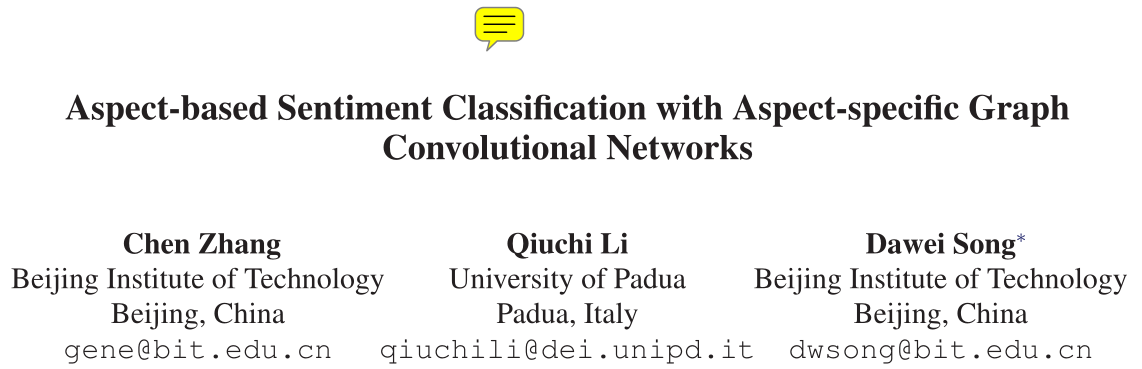 Aspect-based Sentiment Classification with Aspect-specific Graph
Convolutional Networks
Chen Zhang
Beijing Institute of Technology
Beijing, China
gene@bit.edu.cn
Qiuchi Li
University of Padua
Padua, Italy
qiuchili@dei.unipd.it
Dawei Song*
Beijing Institute of Technology
Beijing, China
dwsong@bit.edu.cn